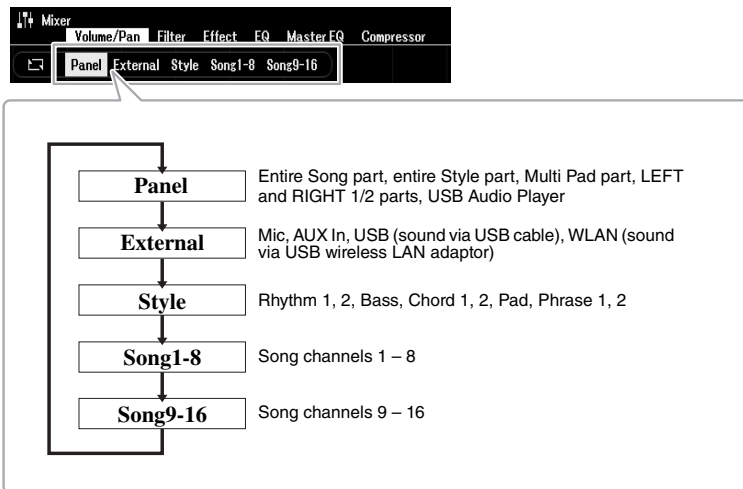 Mixer
Volume/Pan Filter Effect EQ Master EQ Compressor
Panel External Style Song1-8 Song9-16
Panel
Entire Song part, entire Style part, Multi Pad part, LEFT
and RIGHT 1/2 parts, USB Audio Player
External
Mic, AUX In, USB (sound via USB cable), WLAN (sound
via USB wireless LAN adaptor)
Style
Rhythm 1, 2, Bass, Chord 1, 2, Pad, Phrase 1, 2
Song1-8
Song channels 1 – 8
Song9-16
Song channels 9 – 16